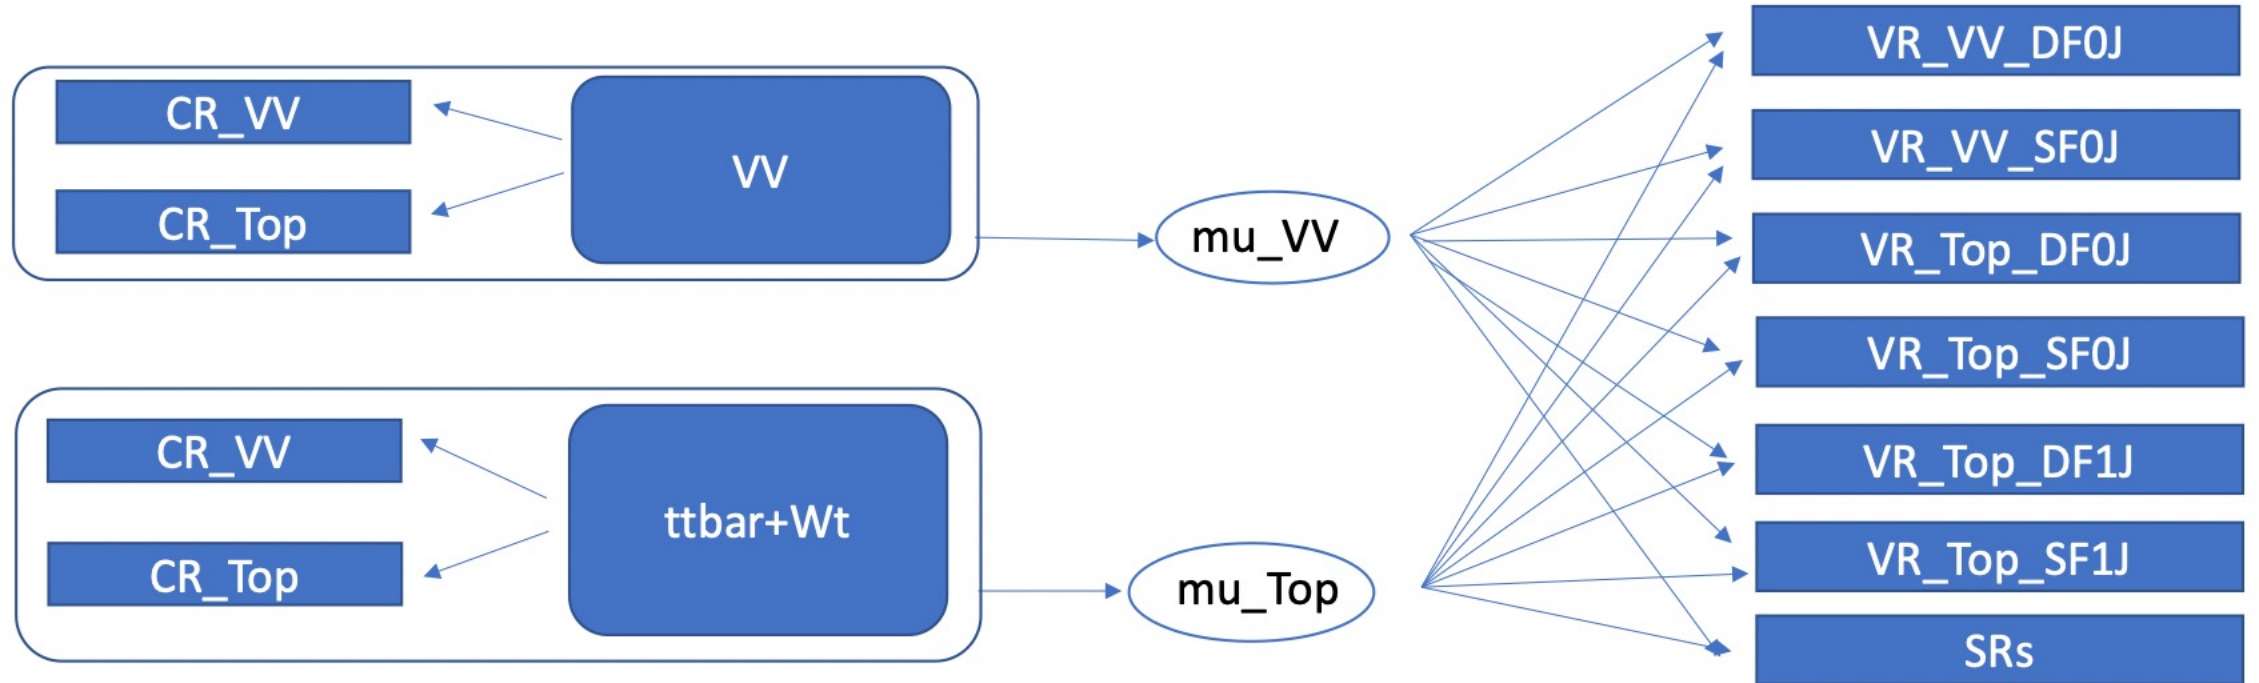 CR_VV
CR_Top
VV
mu_VV
CR_VV
CR_Top
ttbar+Wt
mu_Top
VR_VV_DF0J
VR_VV_SF0J
VR_Top_DF0J
VR_Top_SF0J
VR_Top_DF1J
VR_Top_SF1J
SRs